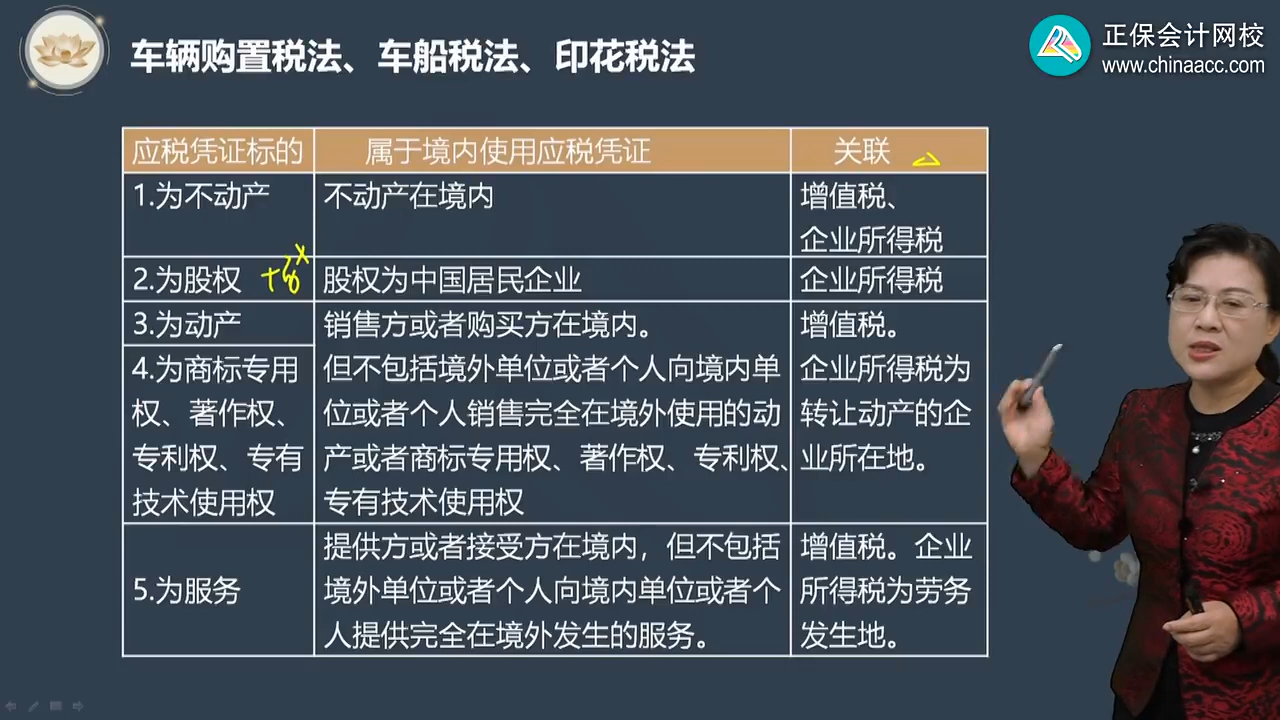 车辆购置税法、车船税法、印花税法
正保会计网校
www.chinaacc.com
应税凭证标的
属于境内使用应税凭证
关联
1.为不动产
不动产在境内
增值税、
企业所得税
2.为股权
股权为中国居民企业
企业所得税
3.为动产
4.为商标专用
权、著作权、
专利权、专有
技术使用权
销售方或者购买方在境内。
但不包括境外单位或者个人向境内单
位或者个人销售完全在境外使用的动
产或者商标专用权、著作权、专利权、
专有技术使用权
增值税。
企业所得税为
转让动产的企
业所在地。
5.为服务
提供方或者接受方在境内，但不包括
境外单位或者个人向境内单位或者个
人提供完全在境外发生的服务。
增值税。企业
所得税为劳务
发生地。